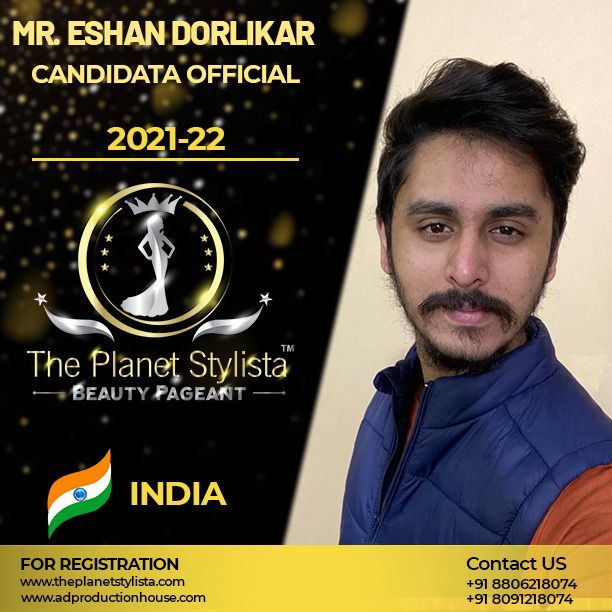 MR. ESHAN DORLIKAR
CANDIDATA OFFICIAL
2021-22
The Planet Stylista™
BEAUTY PAGEANT
INDIA
FOR REGISTRATION
www.theplanetstylista.com
www.adproductionhouse.com
Contact US
+91 8806218074
+91 8091218074